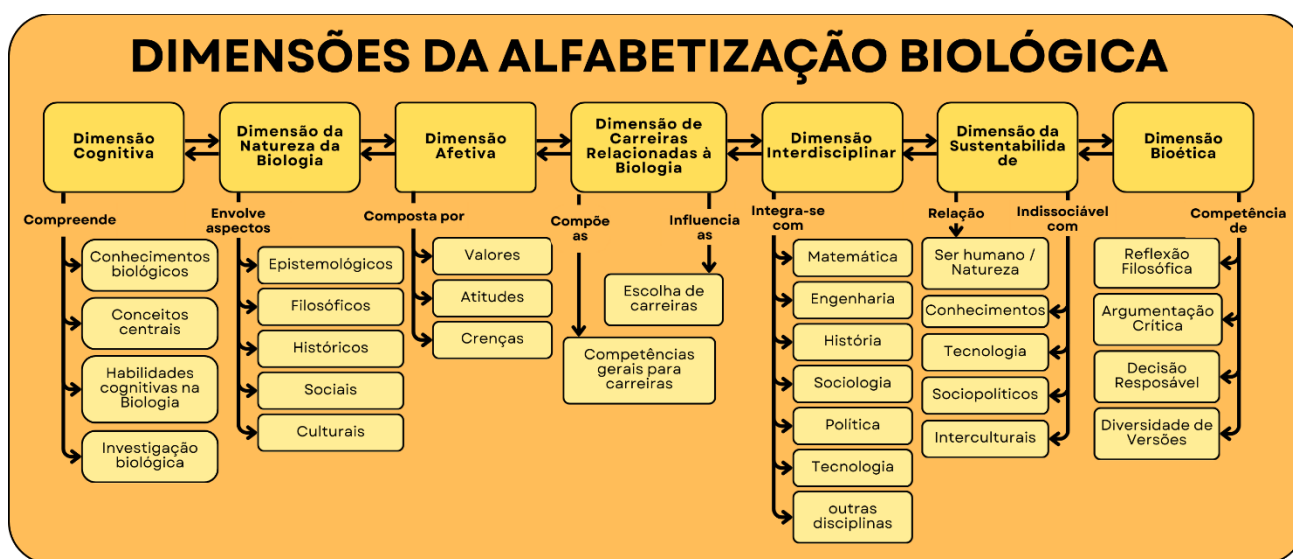 DIMENSÕES DA ALFABETIZAÇÃO BIOLÓGICA
Dimensão
Cognitiva
Compreende
Conhecimentos
biológicos
Conceitos
centrais
Habilidades
cognitivas na
Biologia
Investigação
biológica
Dimensão da
Natureza da
Biologia
Envolve
aspectos
Epistemológicos
Filosóficos
Históricos
Sociais
Culturais
Dimensão
Afetiva
Composta por
Valores
Atitudes
Crenças
Dimensão de
Carreiras
Relacionadas à
Biologia
Compõe
as
Competências
gerais para
carreiras
Influencia
as
Escolha de
carreiras
Dimensão
Interdisciplinar
Integra-se
com
Matemática
Engenharia
História
Sociologia
Política
Tecnologia
outras
disciplinas
Dimensão da
Sustentabilida
de
Relação
Ser humano /
Natureza
Indissociável
com
Conhecimentos
Tecnologia
Sociopolíticos
Interculturais
Dimensão
Bioética
Competência
de
Reflexão
Filosófica
Argumentação
Crítica
Decisão
Resposável
Diversidade de
Versões